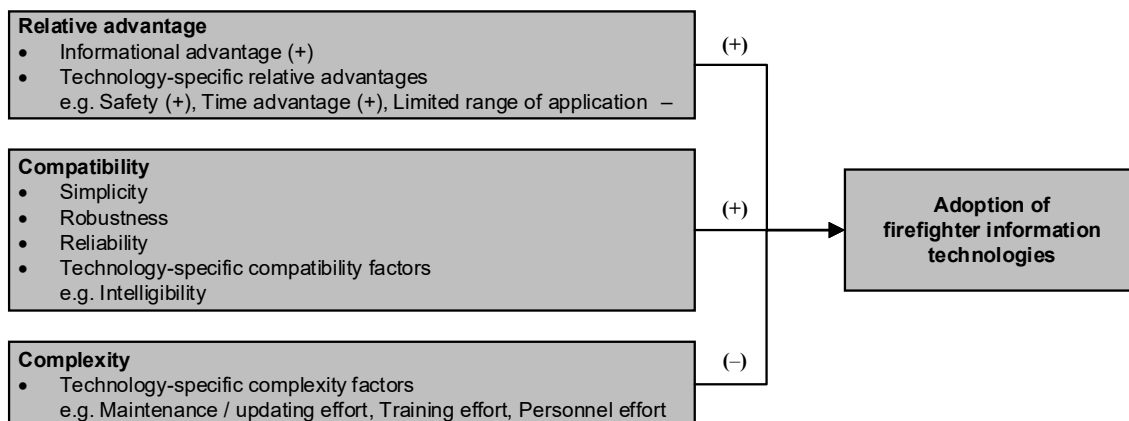 Relative advantage
• Informational advantage (+)
• Technology-specific relative advantages
e.g. Safety (+), Time advantage (+), Limited range of application –
(+)
Compatibility
• Simplicity
• Robustness
• Reliability
• Technology-specific compatibility factors
e.g. Intelligibility
(+)
Adoption of
firefighter information
technologies
Complexity
• Technology-specific complexity factors
e.g. Maintenance / updating effort, Training effort, Personnel effort
(–)